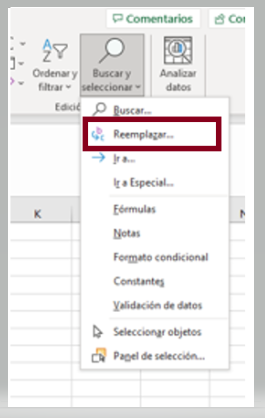 Comentarios
Co
Ordenar y
filtrar
Buscar y
seleccionar
Analizar
datos
Edició
Buscar...
Reemplazar...
Ir a...
Ir a Especial...
Fórmulas
Notas
Formato condicional
Constantes
Validación de datos
Seleccionar objetos
Panel de selección...
K